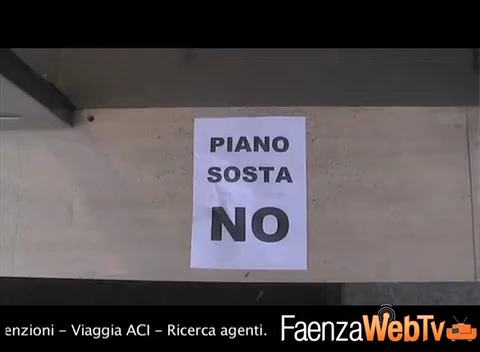 PIANO
SOSTA
NO
enzioni – Viaggia ACI – Ricerca agenti.
FaenzaWebTv